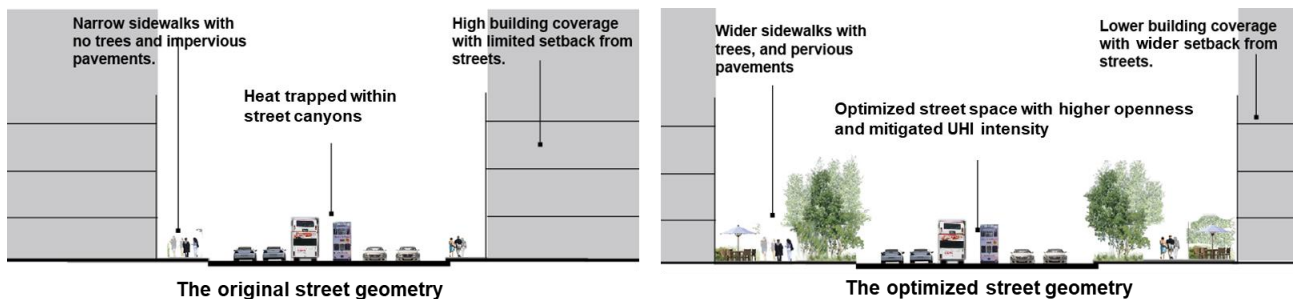 Narrow sidewalks with
no trees and impervious
pavements.
High building coverage
with limited setback from
streets.
Heat trapped within
street canyons
The original street geometry
Wider sidewalks with
trees, and pervious
pavements
Lower building coverage
with wider setback from
streets.
Optimized street space with higher openness
and mitigated UHI intensity
The optimized street geometry